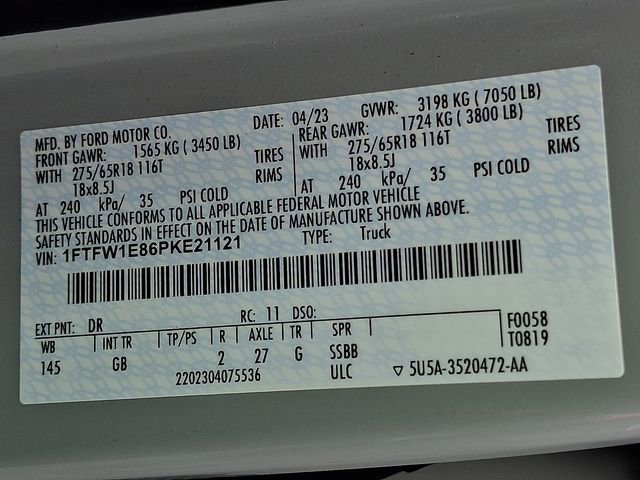 MFD. BY FORD MOTOR CO. DATE: 04/23 GVWR: 3198 KG ( 7050 LB)
FRONT GAWR: 1565 KG ( 3450 LB) REAR GAWR: 1724 KG ( 3800 LB)
WITH 275/65R18 116T TIRES WITH 275/65R18 116T TIRES
18x8.5J RIMS 18x8.5J RIMS
AT 240 kPa/ 35 PSI COLD AT 240 kPa/ 35 PSI COLD
THIS VEHICLE CONFORMS TO ALL APPLICABLE FEDERAL MOTOR VEHICLE
SAFETY STANDARDS IN EFFECT ON THE DATE OF MANUFACTURE SHOWN ABOVE.
VIN: 1FTFW1E86PKE21121 TYPE: Truck
EXT PNT: DR RC: 11 DSO:
WB INT TR TP/PS R AXLE TR SPR F0058
145 GB 2 27 G SSBB T0819
2202304075536 ULC ▽ 5U5A-3520472-AA